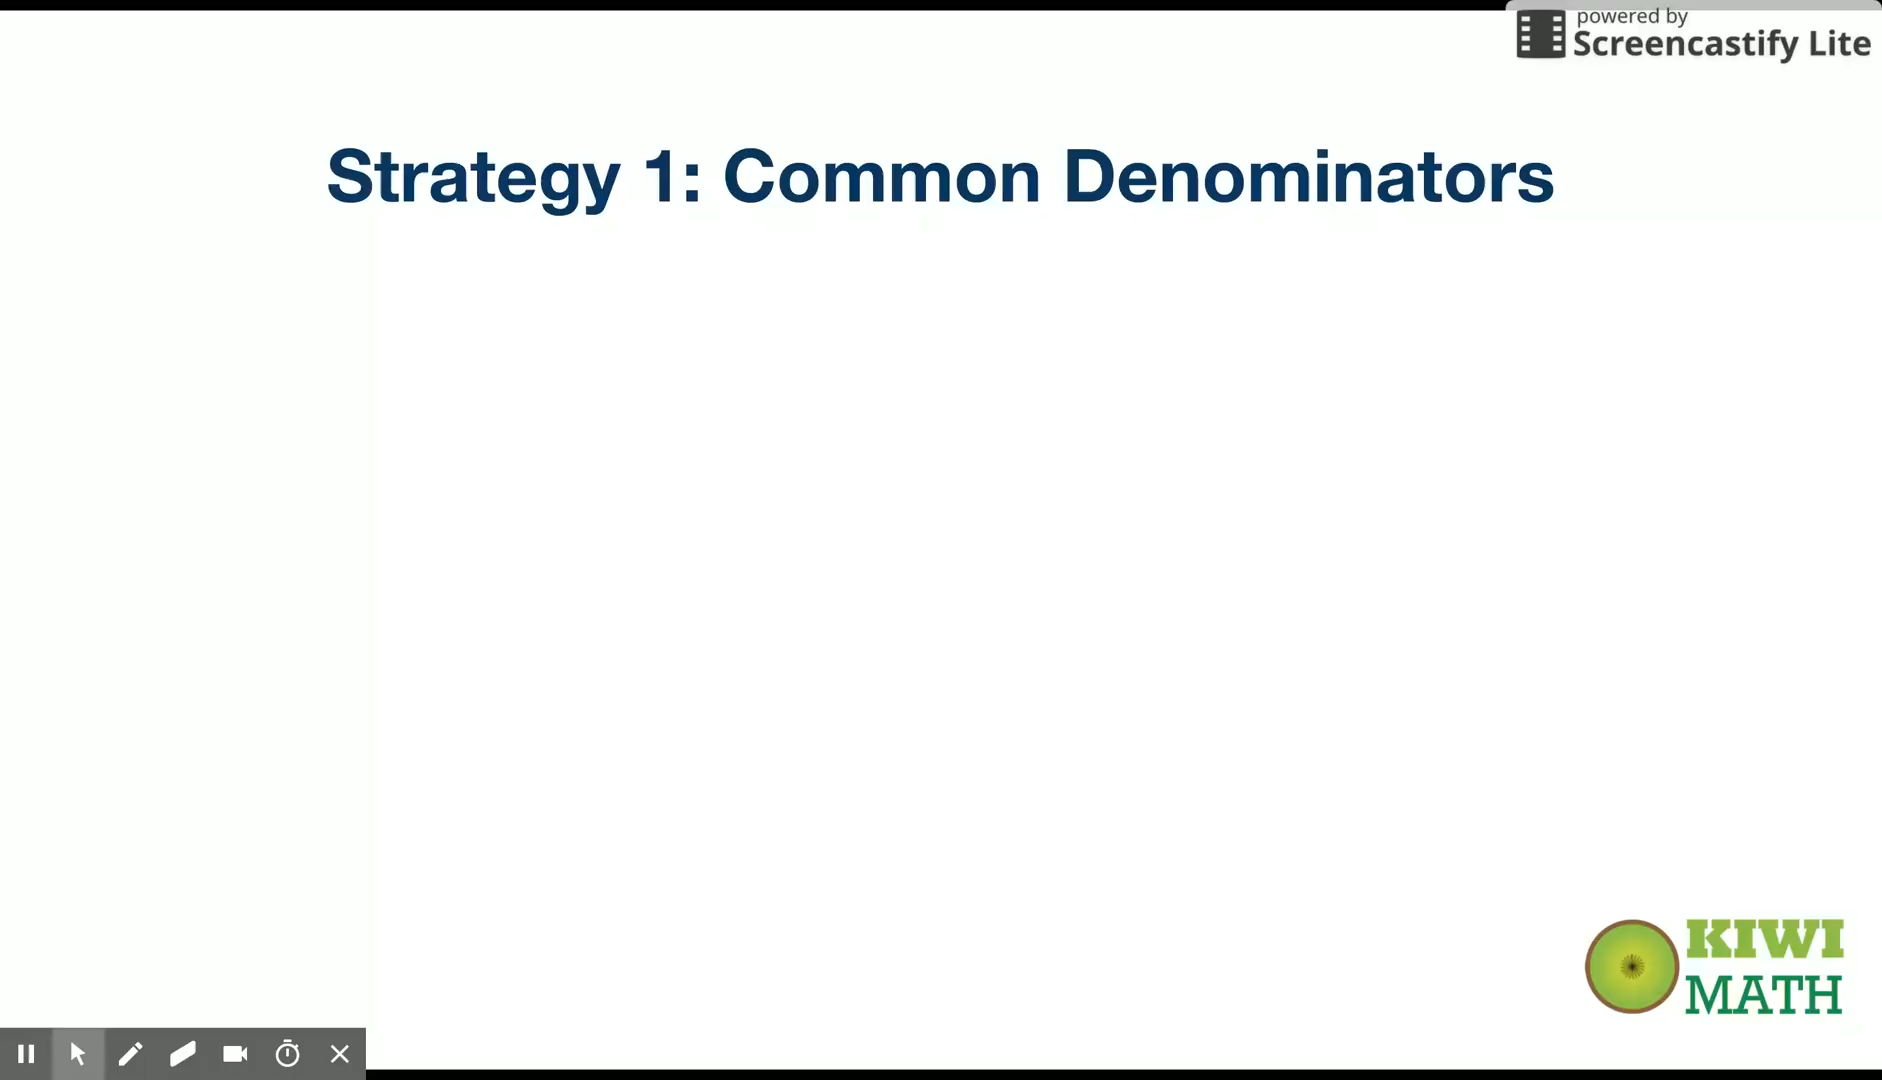 powered by
Screencastify Lite
Strategy 1: Common Denominators
KIWI
MATH